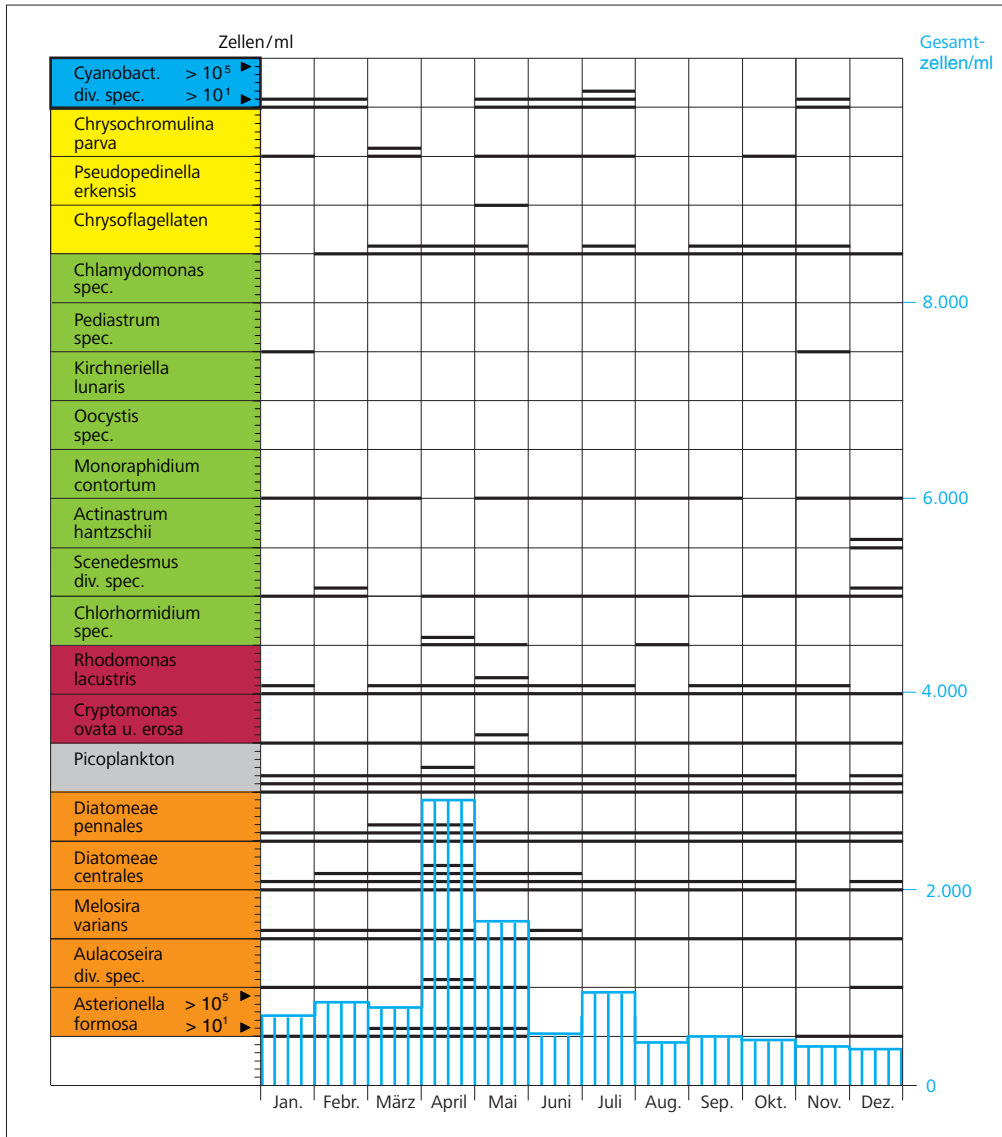 Zellen/ml
Gesamt-
zellen/ml
Cyanobact. > 10⁵
div. spec. > 10¹
Chrysochromulina
parva
Pseudopedinella
erkensis
Chrysoflagellaten
Chlamydomonas
spec.
Pediastrum
spec.
Kirchneriella
lunaris
Oocystis
spec.
Monoraphidium
contortum
Actinastrum
hantzschii
Scenedesmus
div. spec.
Chlorhormidium
spec.
Rhodomonas
lacustris
Cryptomonas
ovata u. erosa
Picoplankton
Diatomeae
pennales
Diatomeae
centrales
Melosira
varians
Aulacoseira
div. spec.
Asterionella > 10⁵
formosa > 10¹
8.000
6.000
4.000
2.000
0
Jan. Febr. März April Mai Juni Juli Aug. Sep. Okt. Nov. Dez.